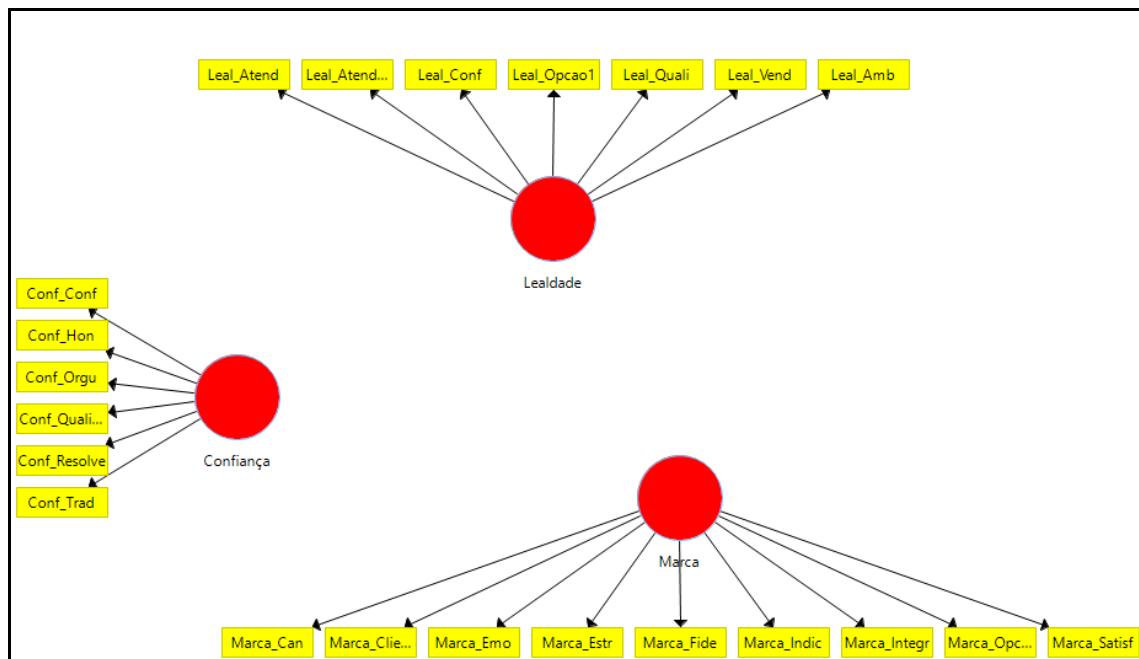 Leal_Atend
Leal_Atend...
Leal_Conf
Leal_Opcao1
Leal_Quali
Leal_Vend
Leal_Amb
Lealdade
Conf_Conf
Conf_Hon
Conf_Orgu
Conf_Quali...
Conf_Resolve
Conf_Trad
Confiança
Marca
Marca_Can
Marca_Clie...
Marca_Emo
Marca_Estr
Marca_Fide
Marca_Indic
Marca_Integr
Marca_Opc...
Marca_Satisf